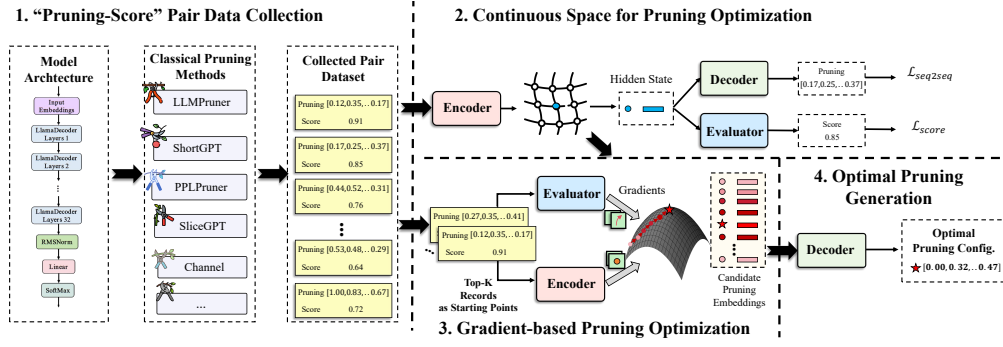 1. “Pruning-Score” Pair Data Collection
Model
Archtecture
Input
Embeddings
LlamaDecoder
Layers 1
LlamaDecoder
Layers 2
⋮
LlamaDecoder
Layers 32
RMSNorm
Linear
SoftMax
Classical Pruning
Methods
LLMPruner
ShortGPT
PPLPruner
SliceGPT
Channel
...
Collected Pair
Dataset
Pruning [0.12,0.35,...0.17]
Score 0.91
Pruning [0.17,0.25,...0.37]
Score 0.85
Pruning [0.44,0.52,...0.31]
Score 0.76
⋮
Pruning [0.53,0.48,...0.29]
Score 0.64
Pruning [1.00,0.83,...0.67]
Score 0.72
2. Continuous Space for Pruning Optimization
Encoder
Hidden State
Decoder
Evaluator
Pruning
[0.17,0.25,...0.37]
Score
0.85
ℒseq2seq
ℒscore
Pruning [0.27,0.35,...0.41]
Pruning [0.12,0.35,...0.17]
0.91
...
Top-K
Records
as Starting Points
Evaluator
Encoder
Gradients
⋮
Candidate
Pruning
Embeddings
3. Gradient-based Pruning Optimization
4. Optimal Pruning
Generation
Decoder
Optimal
Pruning Config.
[0.00,0.32,...0.47]